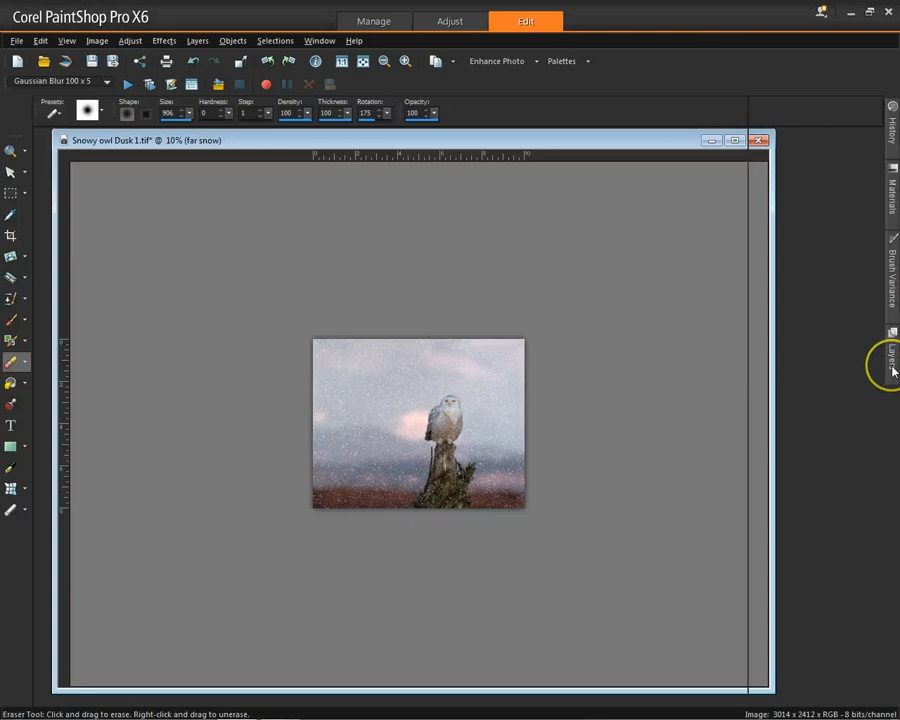 Corel PaintShop Pro X6
Manage
Adjust
Edit
File Edit View Image Adjust Effects Layers Objects Selections Window Help
Enhance Photo
Palettes
Gaussian Blur 100 x 5
Presets: Shape: Size: Hardness: Step: Density: Thickness: Rotation: Opacity:
906 0 1 100 100 175 100
Snowy owl Dusk 1.tif* @ 10% (far snow)
History
Materials
Brush Variance
Layers
Eraser Tool: Click and drag to erase. Right-click and drag to unerase.
Image: 3014 x 2412 x RGB - 8 bits/channel